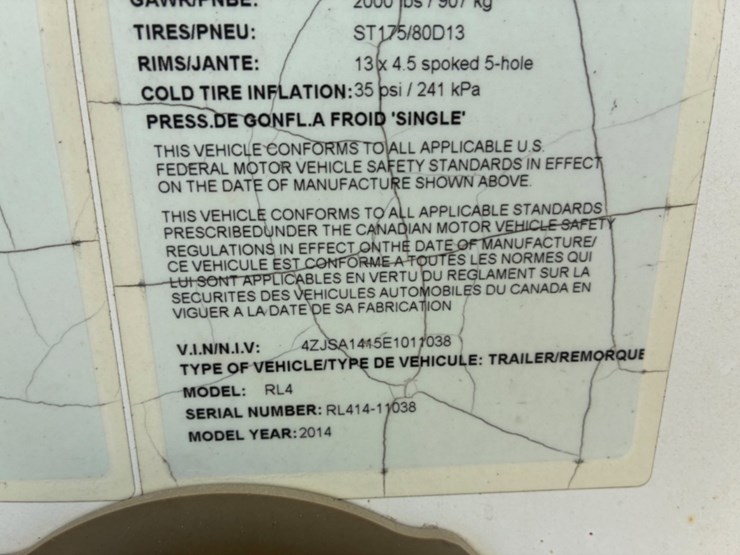 GAWR/PNBE: 2000 lbs / 907 kg
TIRES/PNEU: ST175/80D13
RIMS/JANTE: 13 x 4.5 spoked 5-hole
COLD TIRE INFLATION: 35 psi / 241 kPa
PRESS.DE GONFL.A FROID 'SINGLE'
THIS VEHICLE CONFORMS TO ALL APPLICABLE U.S.
FEDERAL MOTOR VEHICLE SAFETY STANDARDS IN EFFECT
ON THE DATE OF MANUFACTURE SHOWN ABOVE.
THIS VEHICLE CONFORMS TO ALL APPLICABLE STANDARDS
PRESCRIBEDUNDER THE CANADIAN MOTOR VEHICLE SAFETY
REGULATIONS IN EFFECT ONTHE DATE OF MANUFACTURE/
CE VEHICULE EST CONFORME A TOUTES LES NORMES QUI
LUI SONT APPLICABLES EN VERTU DU REGLAMENT SUR LA
SECURITES DES VEHICULES AUTOMOBILES DU CANADA EN
VIGUER A LA DATE DE SA FABRICATION
V.I.N/N.I.V: 4ZJSA1415E1011038
TYPE OF VEHICLE/TYPE DE VEHICULE: TRAILER/REMORQUE
MODEL: RL4
SERIAL NUMBER: RL414-11038
MODEL YEAR: 2014